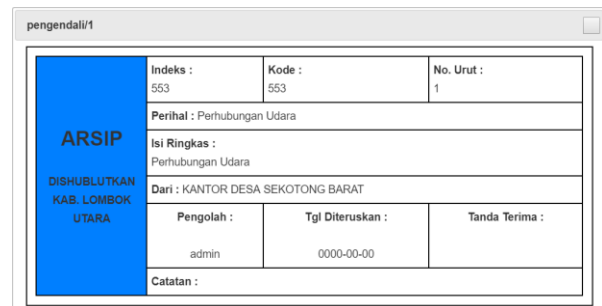 pengendali/1
ARSIP
DISHUBLUTKAN
KAB. LOMBOK
UTARA
Indeks :
553
Kode :
553
No. Urut :
1
Perihal : Perhubungan Udara
Isi Ringkas :
Perhubungan Udara
Dari : KANTOR DESA SEKOTONG BARAT
Pengolah :
admin
Tgl Diteruskan :
0000-00-00
Tanda Terima :
Catatan :